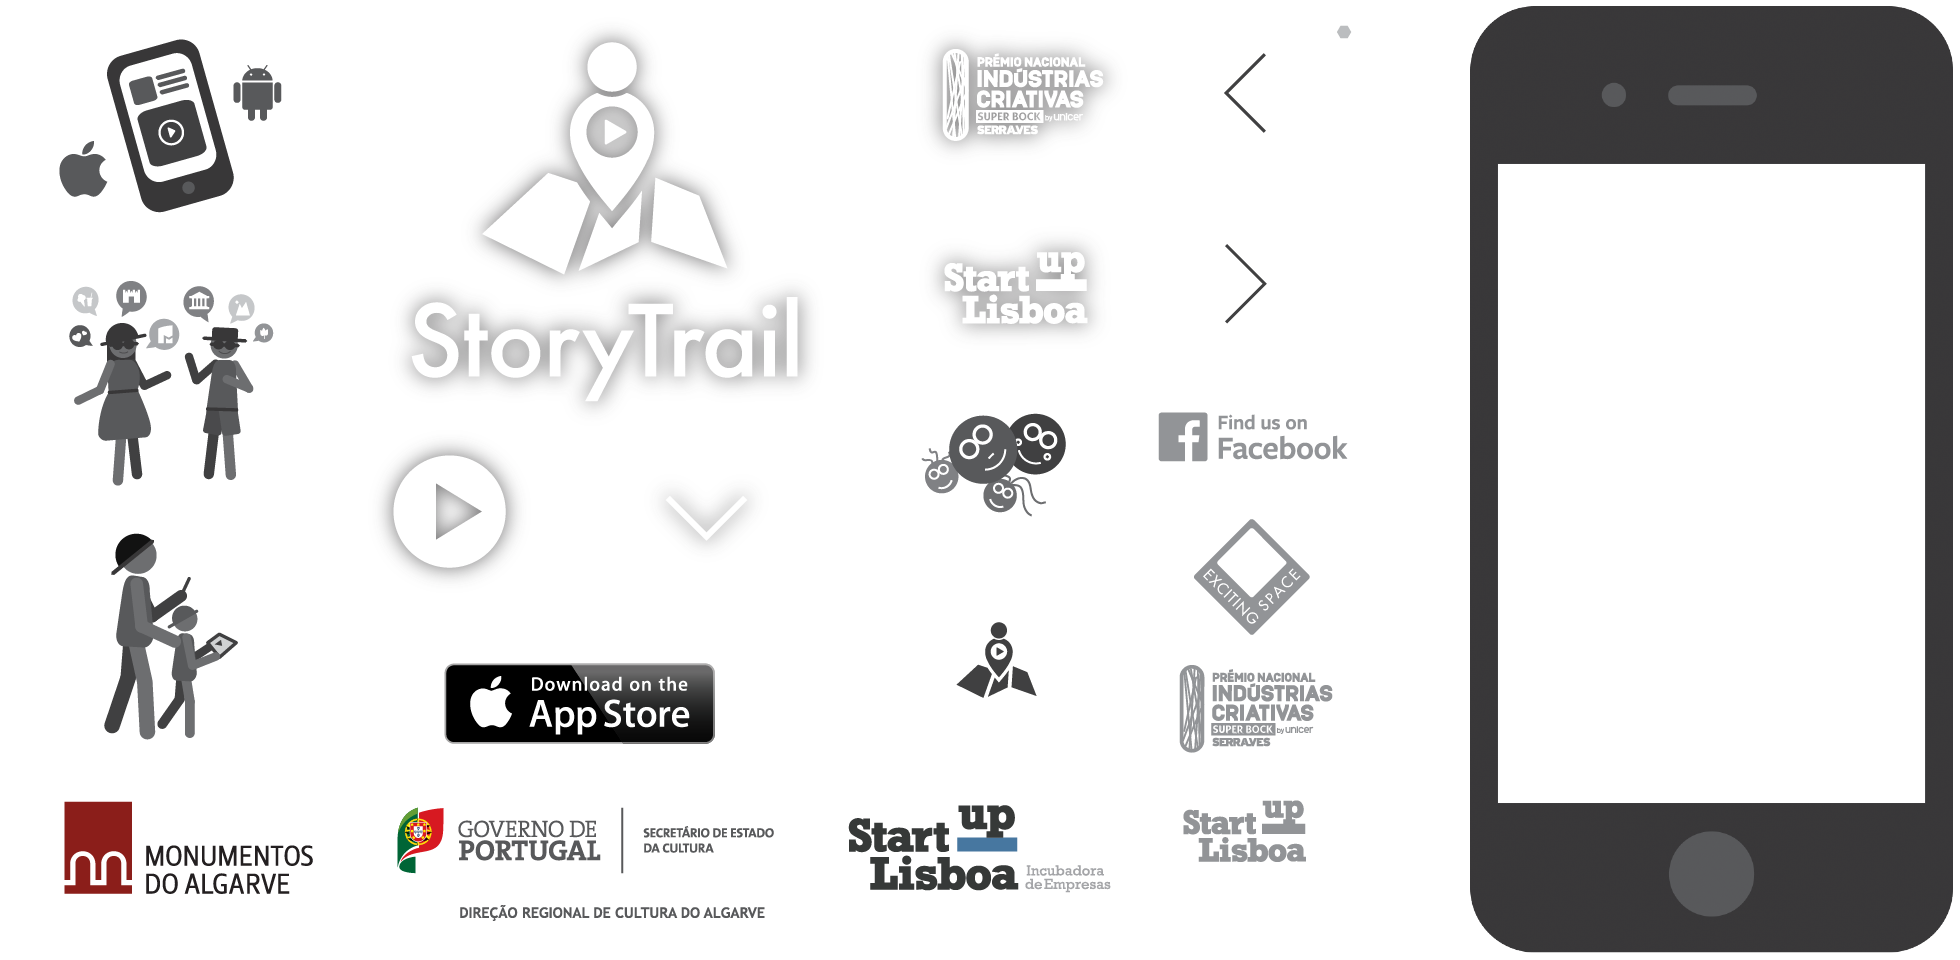 StoryTrail
PRÉMIO NACIONAL
INDÚSTRIAS
CRIATIVAS
SUPER BOCK by unicer
SERRALVES
Start up
Lisboa
Find us on
Facebook
EXCITING SPACE
Download on the
App Store
PRÉMIO NACIONAL
INDÚSTRIAS
CRIATIVAS
SUPER BOCK by unicer
SERRALVES
MONUMENTOS
DO ALGARVE
GOVERNO DE
PORTUGAL
SECRETÁRIO DE ESTADO
DA CULTURA
DIREÇÃO REGIONAL DE CULTURA DO ALGARVE
Start up
Lisboa
Incubadora
de Empresas
Start up
Lisboa